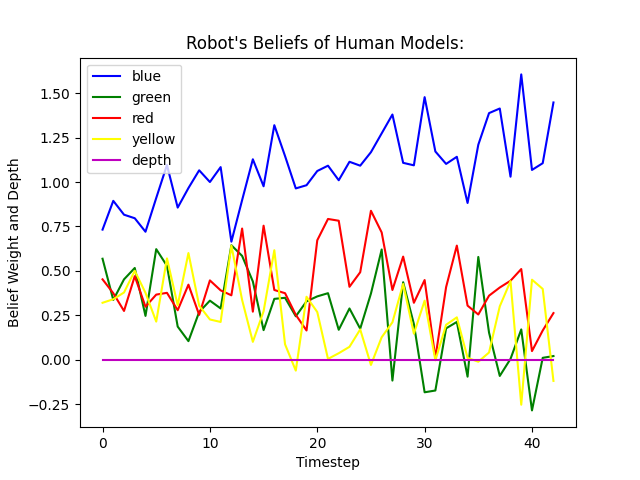 Robot's Beliefs of Human Models:
blue
green
red
yellow
depth
Belief Weight and Depth
1.50
1.25
1.00
0.75
0.50
0.25
0.00
−0.25
0 10 20 30 40
Timestep